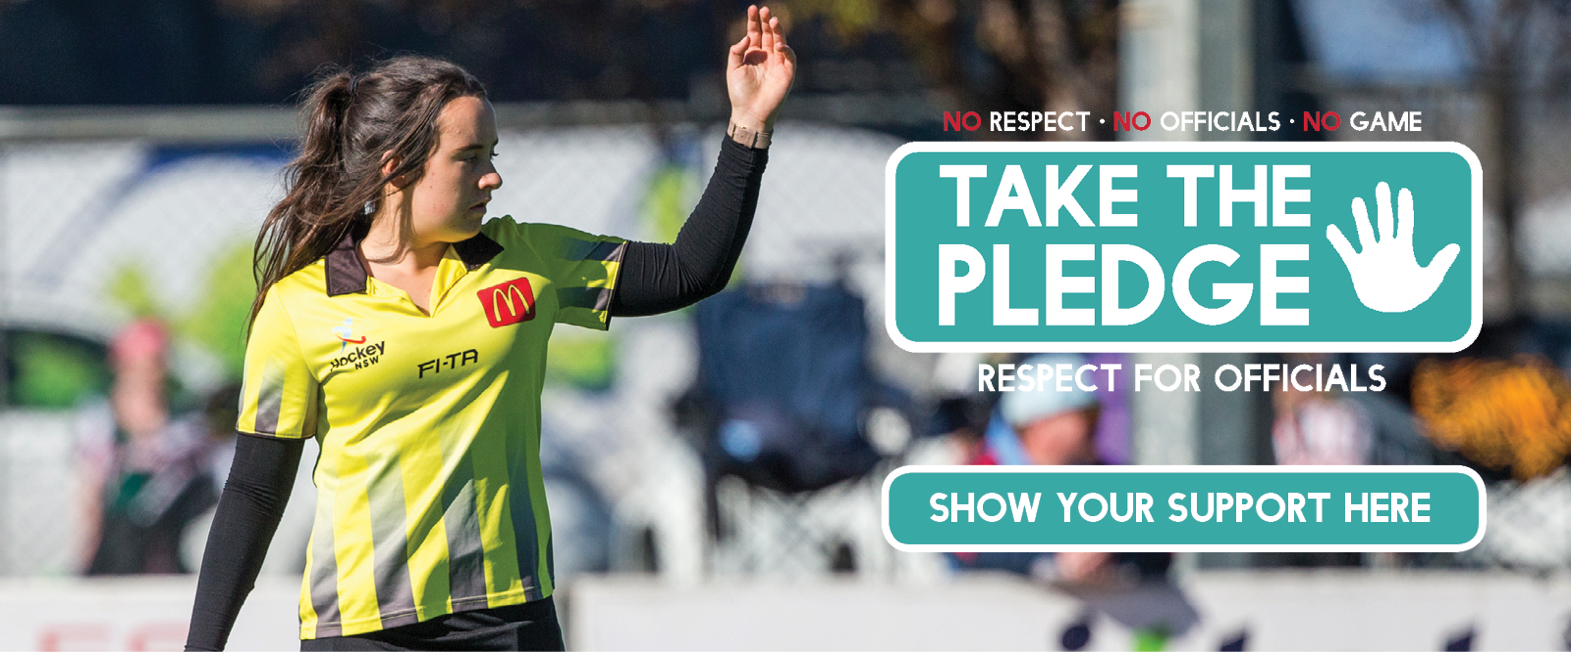 NO RESPECT · NO OFFICIALS · NO GAME
TAKE THE
PLEDGE
RESPECT FOR OFFICIALS
SHOW YOUR SUPPORT HERE
Hockey
NSW
FI-TA
M